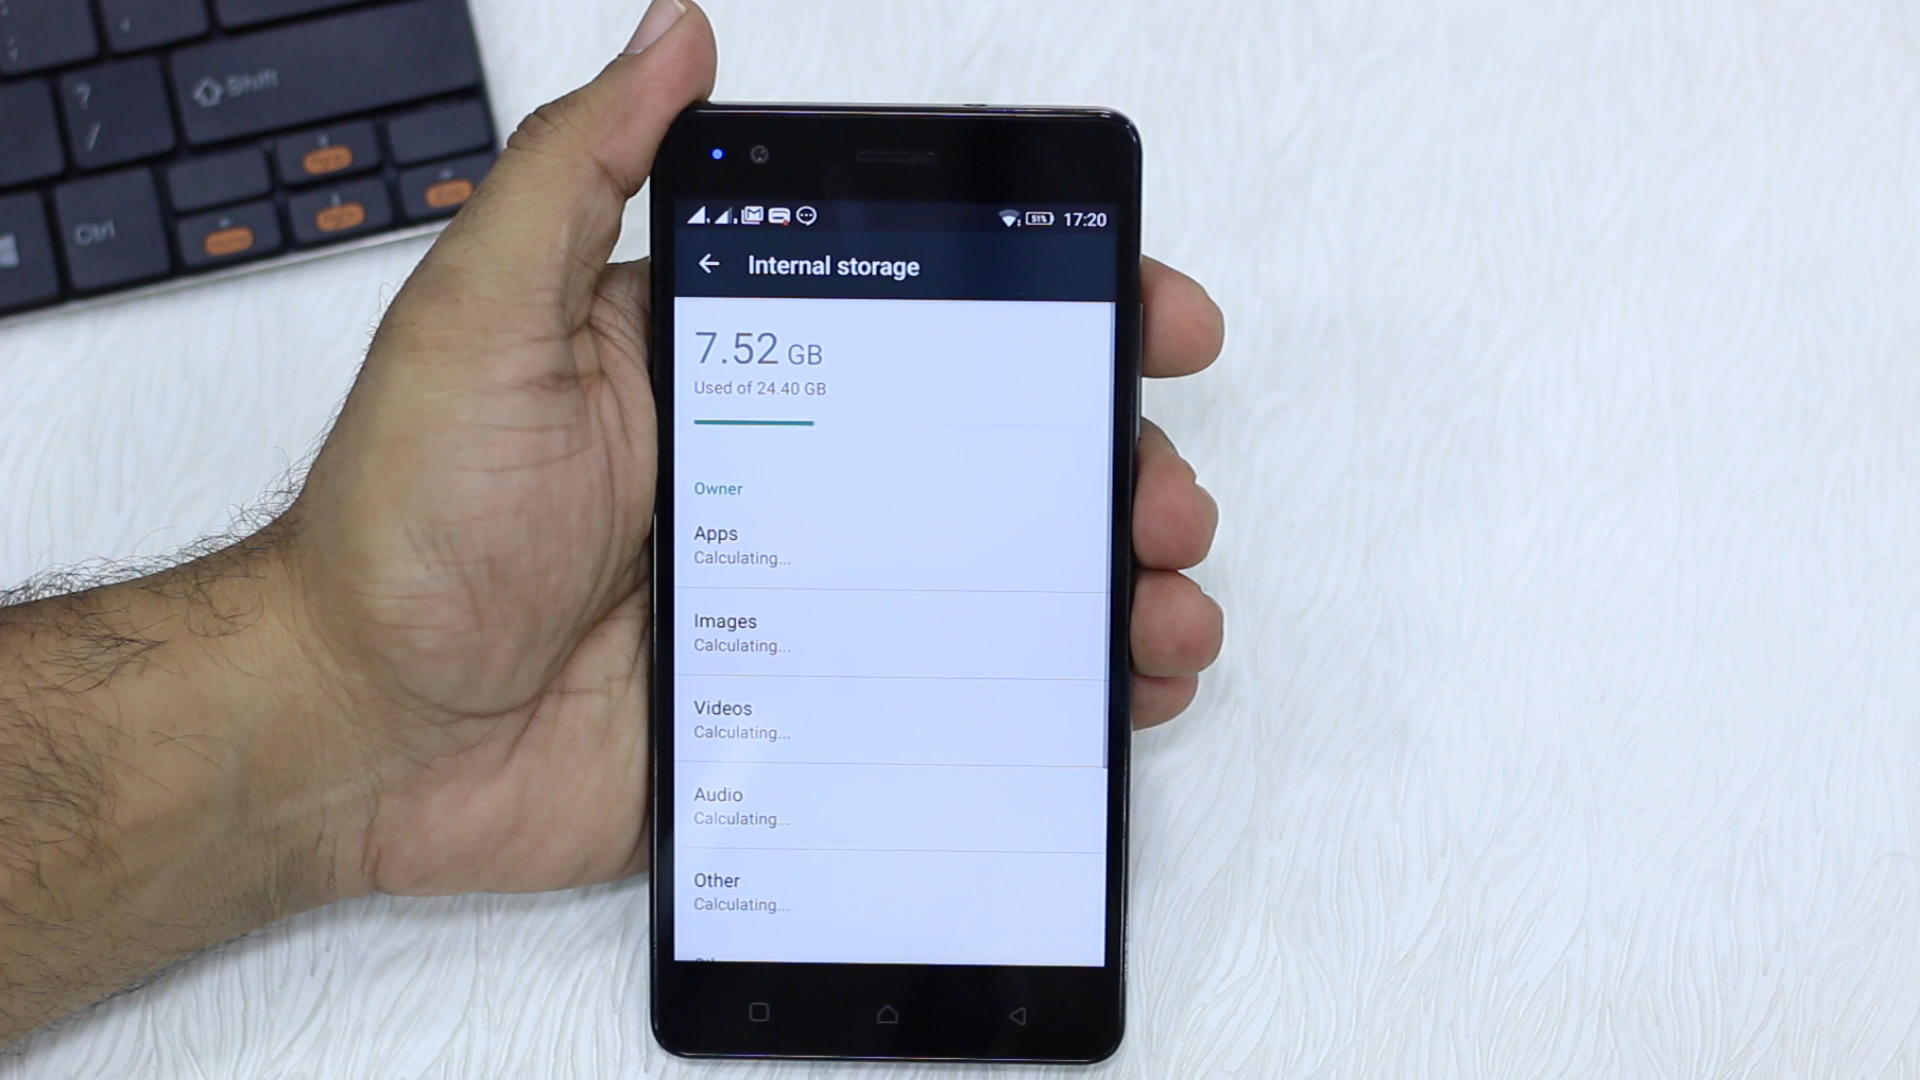 ?
/
Shift
Ctrl
51% 17:20
Internal storage
7.52 GB
Used of 24.40 GB
Owner
Apps
Calculating...
Images
Calculating...
Videos
Calculating...
Audio
Calculating...
Other
Calculating...